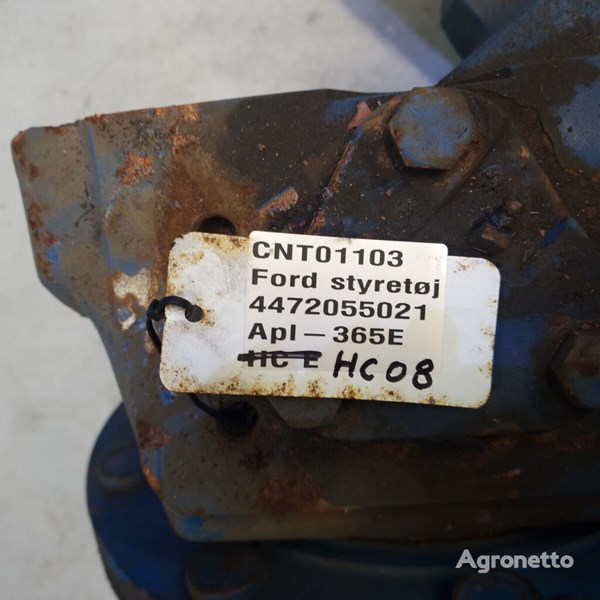 CNT01103
Ford styretøj
4472055021
Apl-365E
HC E HC08
Agronetto